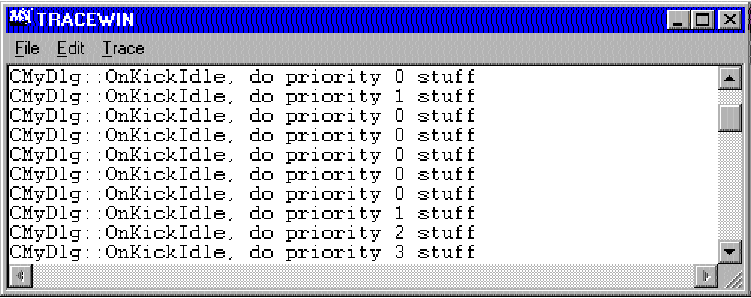 TRACEWIN
File Edit Trace
CMyDlg::OnKickIdle, do priority 0 stuff
CMyDlg::OnKickIdle, do priority 1 stuff
CMyDlg::OnKickIdle, do priority 0 stuff
CMyDlg::OnKickIdle, do priority 0 stuff
CMyDlg::OnKickIdle, do priority 0 stuff
CMyDlg::OnKickIdle, do priority 0 stuff
CMyDlg::OnKickIdle, do priority 0 stuff
CMyDlg::OnKickIdle, do priority 1 stuff
CMyDlg::OnKickIdle, do priority 2 stuff
CMyDlg::OnKickIdle, do priority 3 stuff